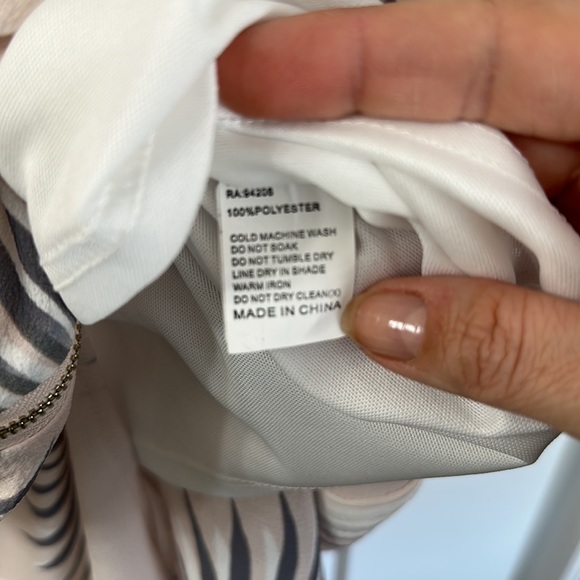 RA:94208
100%POLYESTER
COLD MACHINE WASH
DO NOT SOAK
DO NOT TUMBLE DRY
LINE DRY IN SHADE
WARM IRON
DO NOT DRY CLEAN(X)
MADE IN CHINA